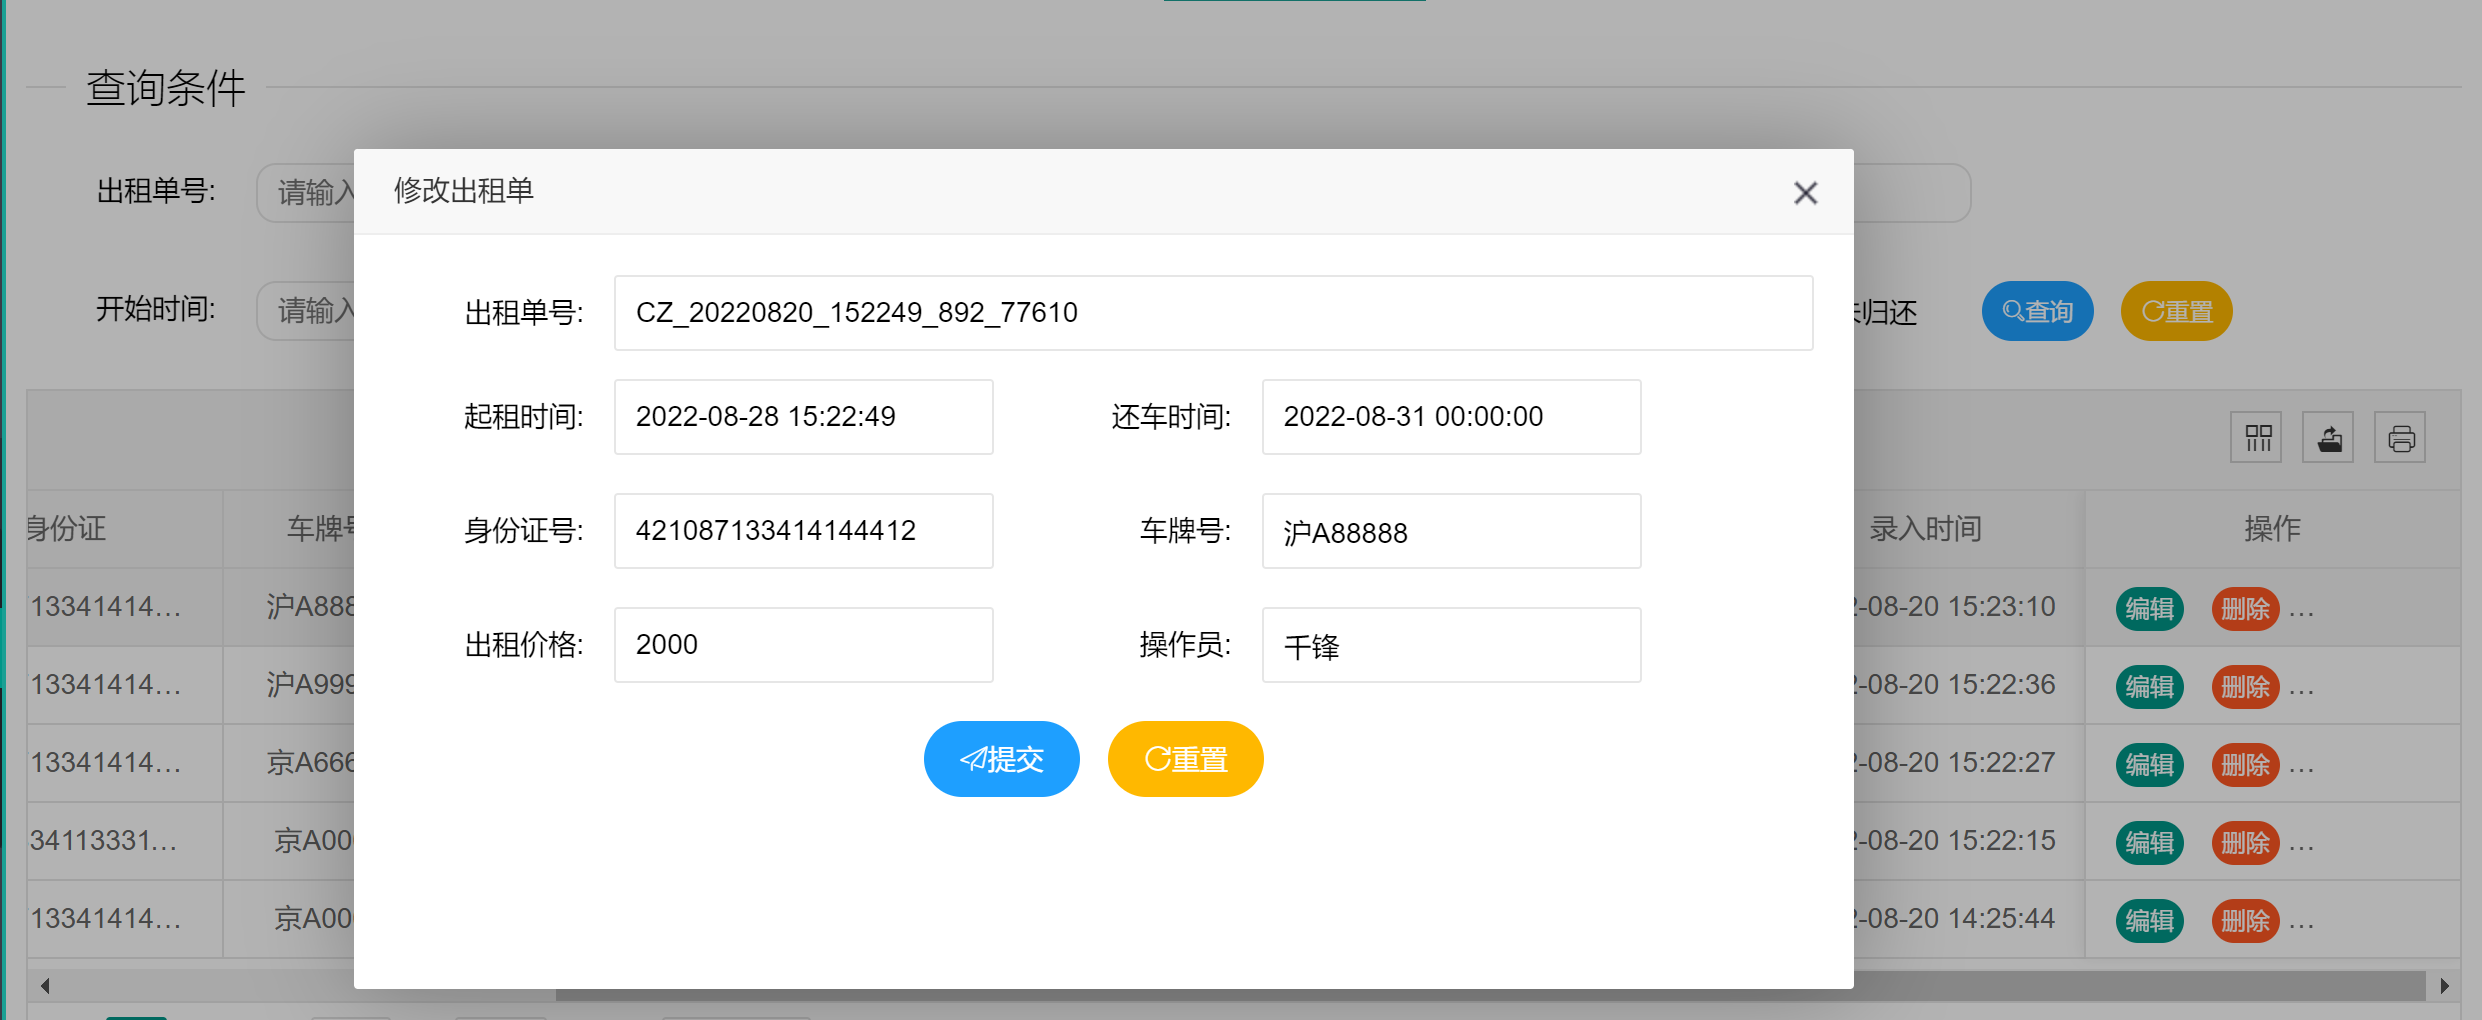 查询条件
出租单号: 请输入
修改出租单
出租单号: CZ_20220820_152249_892_77610
开始时间: 请输入
归还 查询 重置
起租时间: 2022-08-28 15:22:49 还车时间: 2022-08-31 00:00:00
身份证 车牌号 录入时间 操作
身份证号: 421087133414144412 车牌号: 沪A88888
13341414... 沪A888 -08-20 15:23:10 编辑 删除 ...
出租价格: 2000 操作员: 千锋
13341414... 沪A999 -08-20 15:22:36 编辑 删除 ...
提交 重置
13341414... 京A666 -08-20 15:22:27 编辑 删除 ...
34113331... 京A00 -08-20 15:22:15 编辑 删除 ...
13341414... 京A00 -08-20 14:25:44 编辑 删除 ...